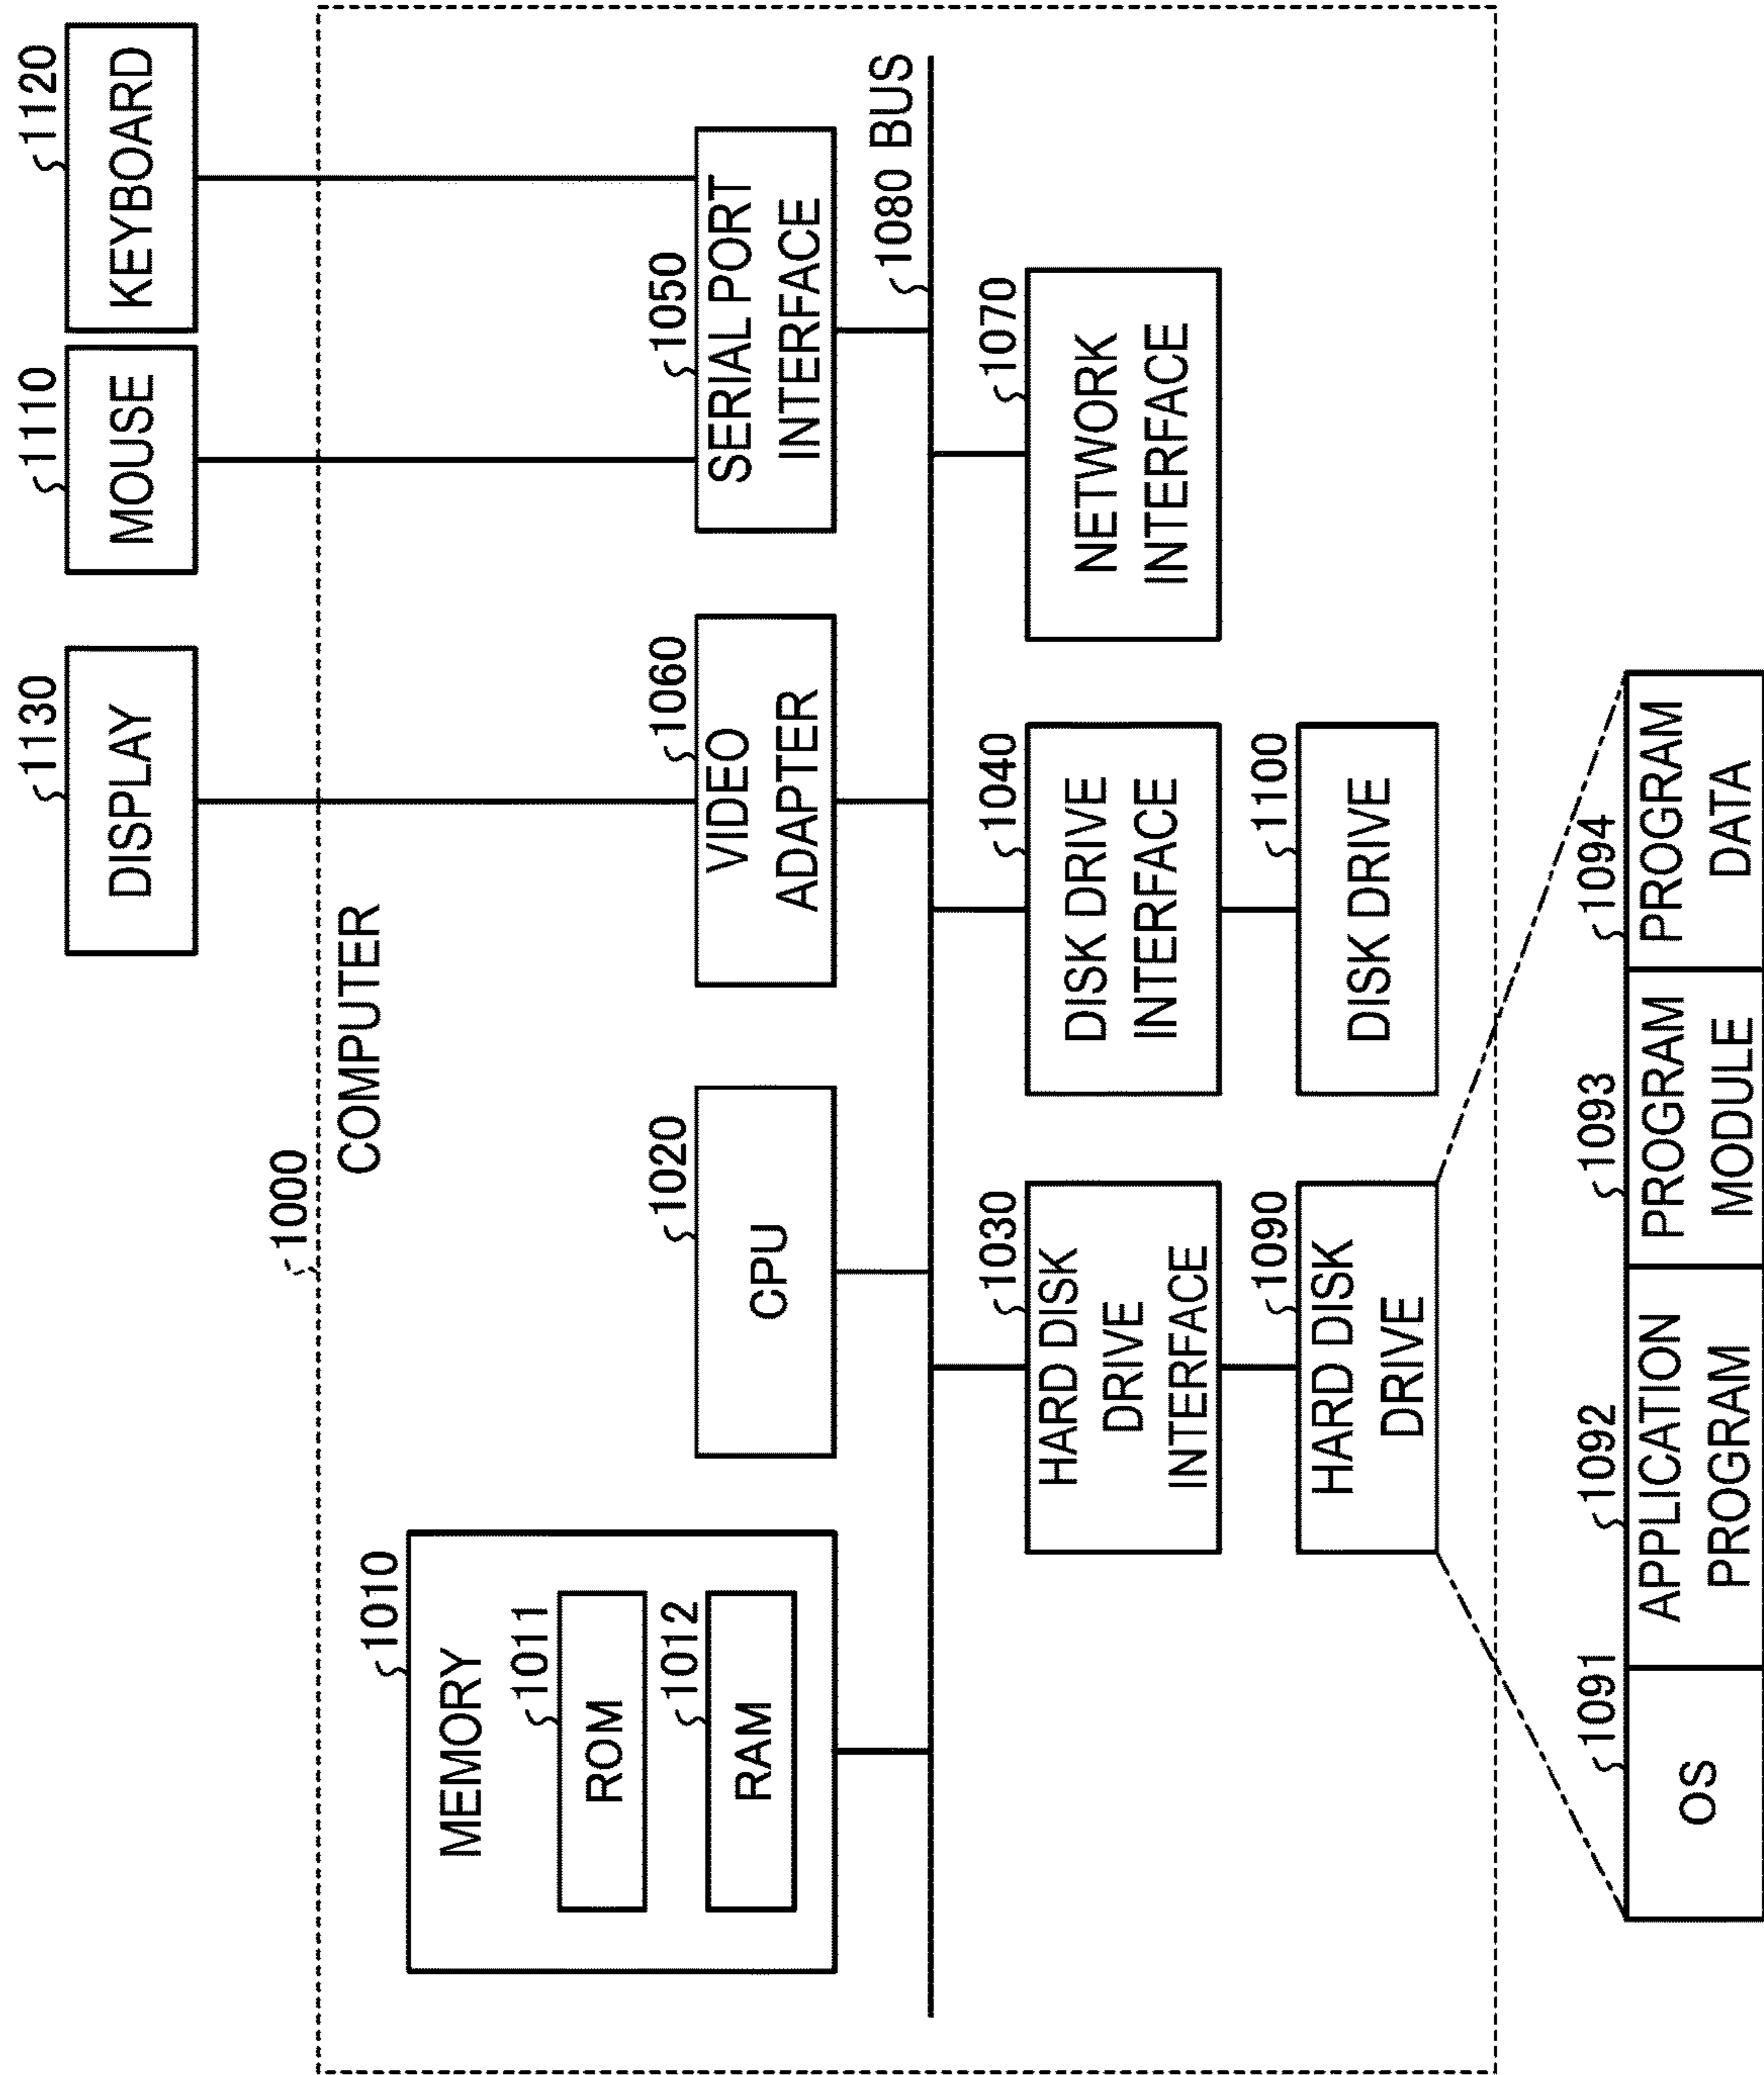 1120
KEYBOARD
1110
MOUSE
1130
DISPLAY
1000
COMPUTER
1010
MEMORY
1011
ROM
1012
RAM
1020
CPU
1060
VIDEO
ADAPTER
1050
SERIAL PORT
INTERFACE
1080 BUS
1030
HARD DISK
DRIVE
INTERFACE
1040
DISK DRIVE
INTERFACE
1070
NETWORK
INTERFACE
1090
HARD DISK
DRIVE
1100
DISK DRIVE
1091
OS
1092
APPLICATION
PROGRAM
1093
PROGRAM
MODULE
1094
PROGRAM
DATA